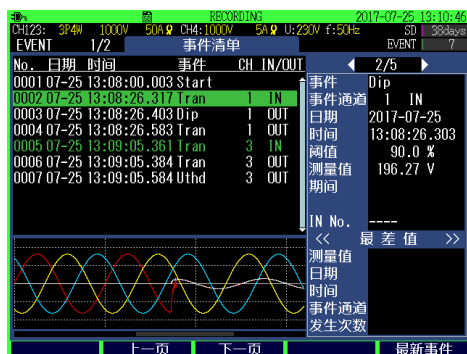 RECORDING 2017-07-25 13:10:46
CH123: 3P4W 1000V 50A CH4:1000V 5A U:230V f:50Hz SD 38days
EVENT 1/2 事件清单 EVENT 7
No. 日期 时间 事件 CH IN/OUT
0001 07-25 13:08:00.003 Start
0002 07-25 13:08:26.317 Tran 1 IN
0003 07-25 13:08:26.403 Dip 1 OUT
0004 07-25 13:08:26.583 Tran 1 OUT
0005 07-25 13:09:05.361 Tran 3 IN
0006 07-25 13:09:05.384 Tran 3 OUT
0007 07-25 13:09:05.584 Uthd 3 OUT
2/5
事件 Dip
事件通道 1 IN
日期 2017-07-25
时间 13:08:26.303
阈值 90.0 %
测量值 196.27 V
期间
IN No. ----
<< 最差值 >>
测量值
日期
时间
事件通道
发生次数
上一页 下一页 最新事件